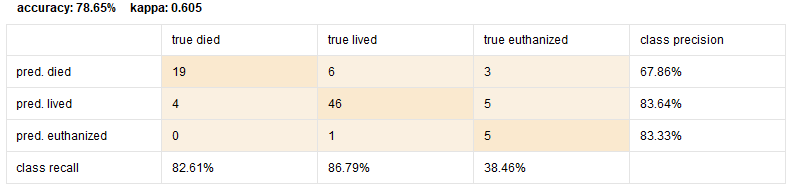 accuracy: 78.65% kappa: 0.605
true died true lived true euthanized class precision
pred. died 19 6 3 67.86%
pred. lived 4 46 5 83.64%
pred. euthanized 0 1 5 83.33%
class recall 82.61% 86.79% 38.46%